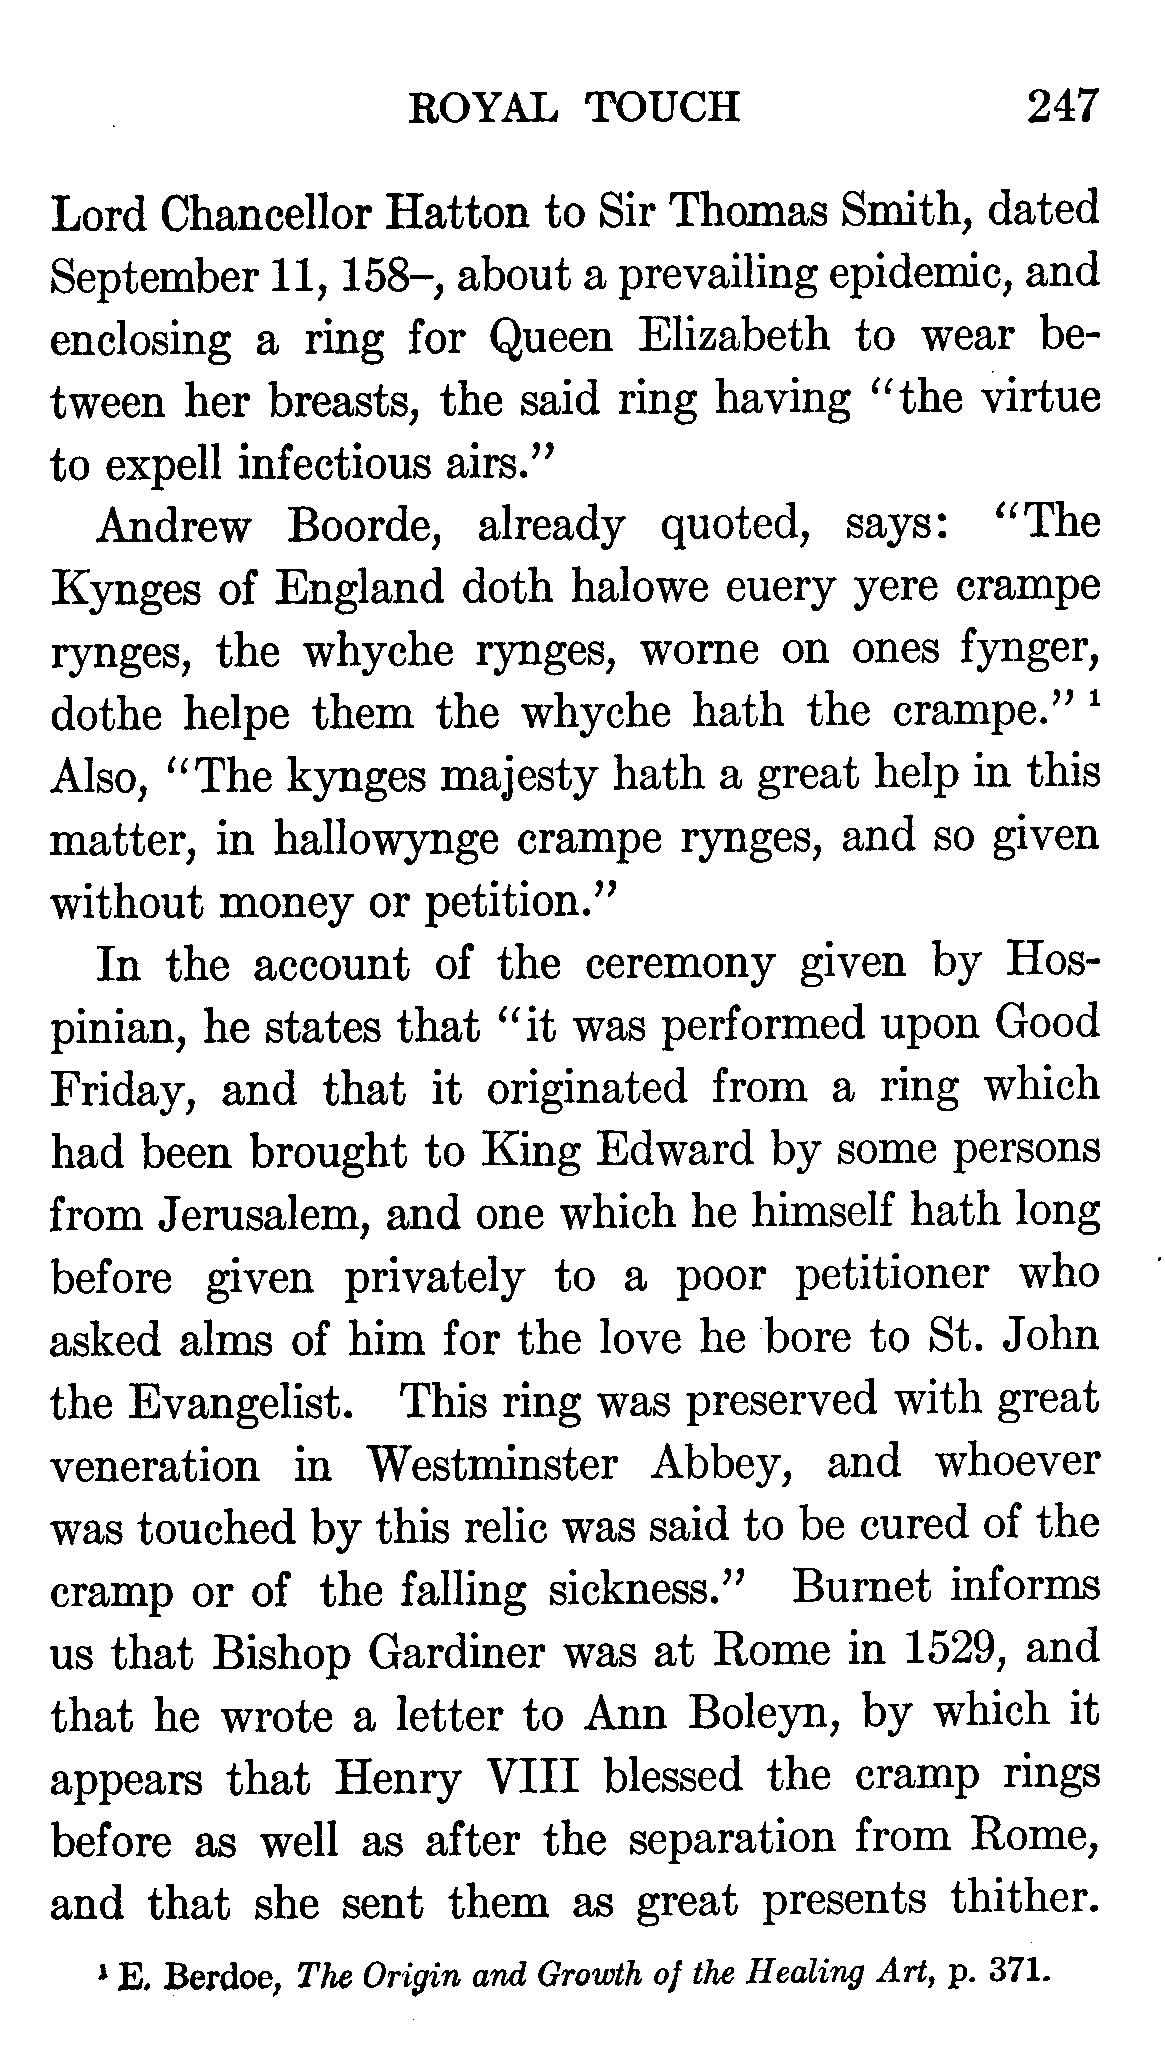 ROYAL TOUCH 247
Lord Chancellor Hatton to Sir Thomas Smith, dated
September 11, 158–, about a prevailing epidemic, and
enclosing a ring for Queen Elizabeth to wear be-
tween her breasts, the said ring having “the virtue
to expell infectious airs.”
Andrew Boorde, already quoted, says: “The
Kynges of England doth halowe euery yere crampe
rynges, the whyche rynges, worne on ones fynger,
dothe helpe them the whyche hath the crampe.” ¹
Also, “The kynges majesty hath a great help in this
matter, in hallowynge crampe rynges, and so given
without money or petition.”
In the account of the ceremony given by Hos-
pinian, he states that “it was performed upon Good
Friday, and that it originated from a ring which
had been brought to King Edward by some persons
from Jerusalem, and one which he himself hath long
before given privately to a poor petitioner who
asked alms of him for the love he bore to St. John
the Evangelist. This ring was preserved with great
veneration in Westminster Abbey, and whoever
was touched by this relic was said to be cured of the
cramp or of the falling sickness.” Burnet informs
us that Bishop Gardiner was at Rome in 1529, and
that he wrote a letter to Ann Boleyn, by which it
appears that Henry VIII blessed the cramp rings
before as well as after the separation from Rome,
and that she sent them as great presents thither.
¹ E. Berdoe, The Origin and Growth of the Healing Art, p. 371.